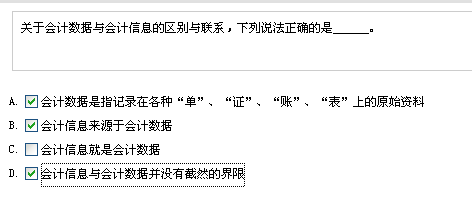 关于会计数据与会计信息的区别与联系，下列说法正确的是______。
A. 会计数据是指记录在各种“单”、“证”、“账”、“表”上的原始资料
B. 会计信息来源于会计数据
C. 会计信息就是会计数据
D. 会计信息与会计数据并没有截然的界限